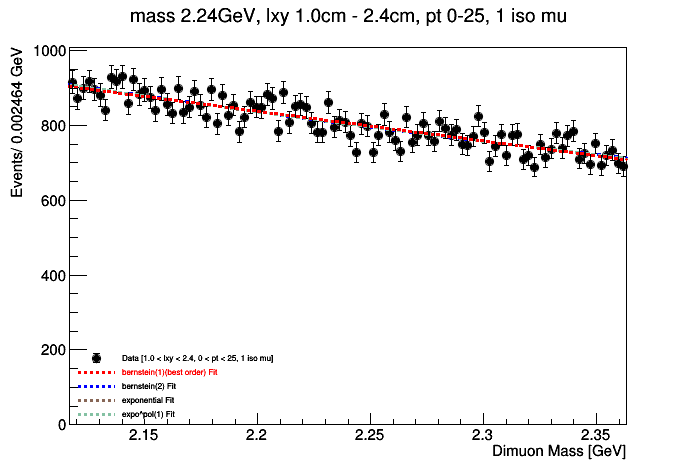 mass 2.24GeV, lxy 1.0cm - 2.4cm, pt 0-25, 1 iso mu
Events/ 0.002464 GeV
1000
800
600
400
200
0
Data [1.0 < lxy < 2.4, 0 < pt < 25, 1 iso mu]
bernstein(1)(best order) Fit
bernstein(2) Fit
exponential Fit
expo*pol(1) Fit
2.15 2.2 2.25 2.3 2.35
Dimuon Mass [GeV]